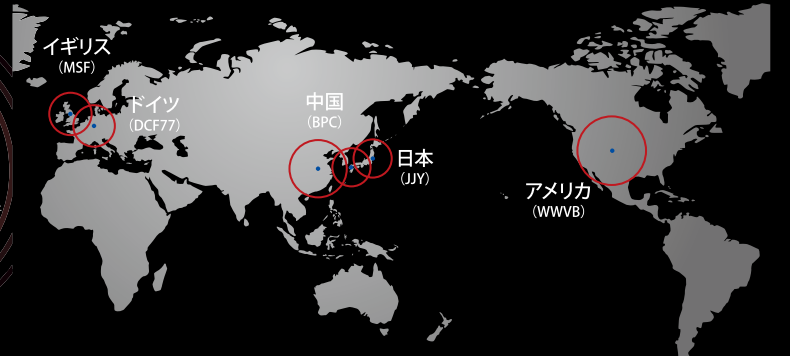 イギリス
(MSF)
ドイツ
(DCF77)
中国
(BPC)
日本
(JJY)
アメリカ
(WWVB)